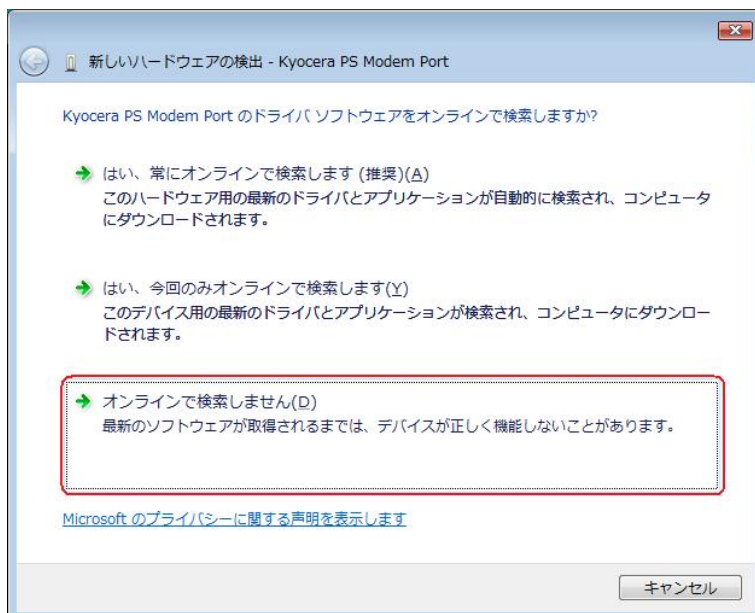 新しいハードウェアの検出 - Kyocera PS Modem Port
Kyocera PS Modem Port のドライバ ソフトウェアをオンラインで検索しますか?
はい、常にオンラインで検索します (推奨)(A)
このハードウェア用の最新のドライバとアプリケーションが自動的に検索され、コンピュータ
にダウンロードされます。
はい、今回のみオンラインで検索します(Y)
このデバイス用の最新のドライバとアプリケーションが検索され、コンピュータにダウンロー
ドされます。
オンラインで検索しません(D)
最新のソフトウェアが取得されるまでは、デバイスが正しく機能しないことがあります。
Microsoft のプライバシーに関する声明を表示します
キャンセル